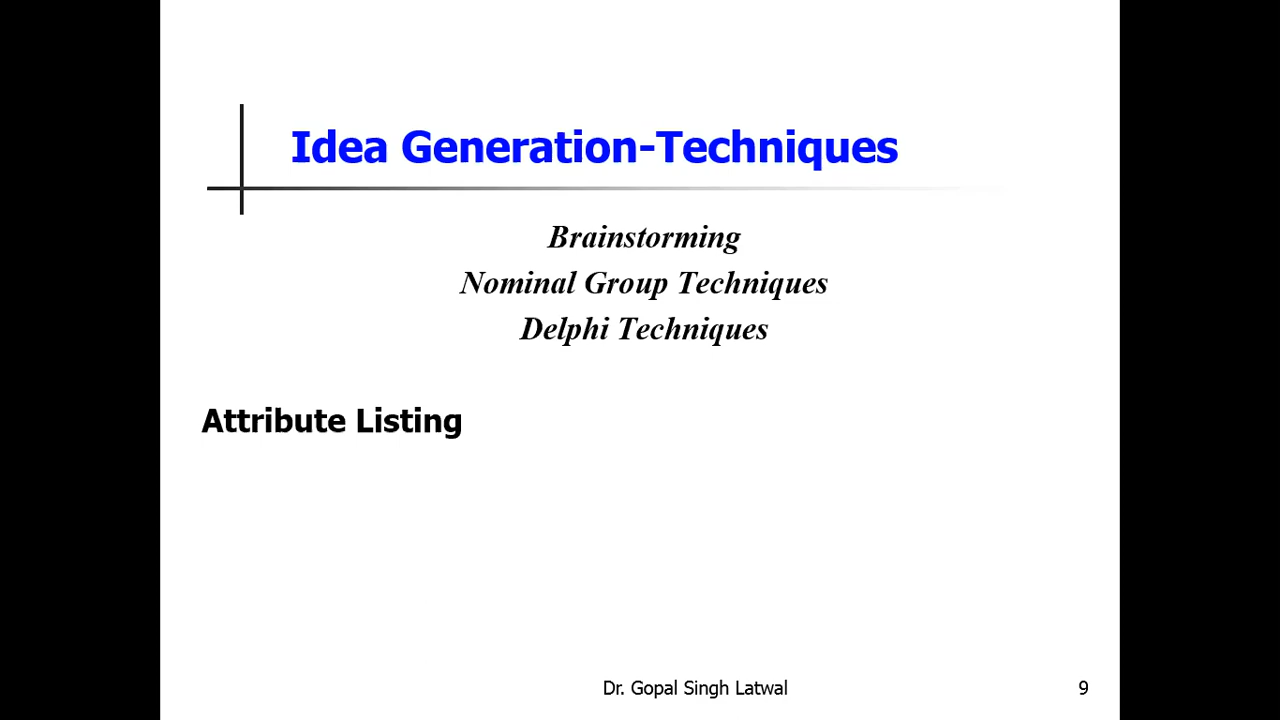 Idea Generation-Techniques
Brainstorming
Nominal Group Techniques
Delphi Techniques
Attribute Listing
Dr. Gopal Singh Latwal
9